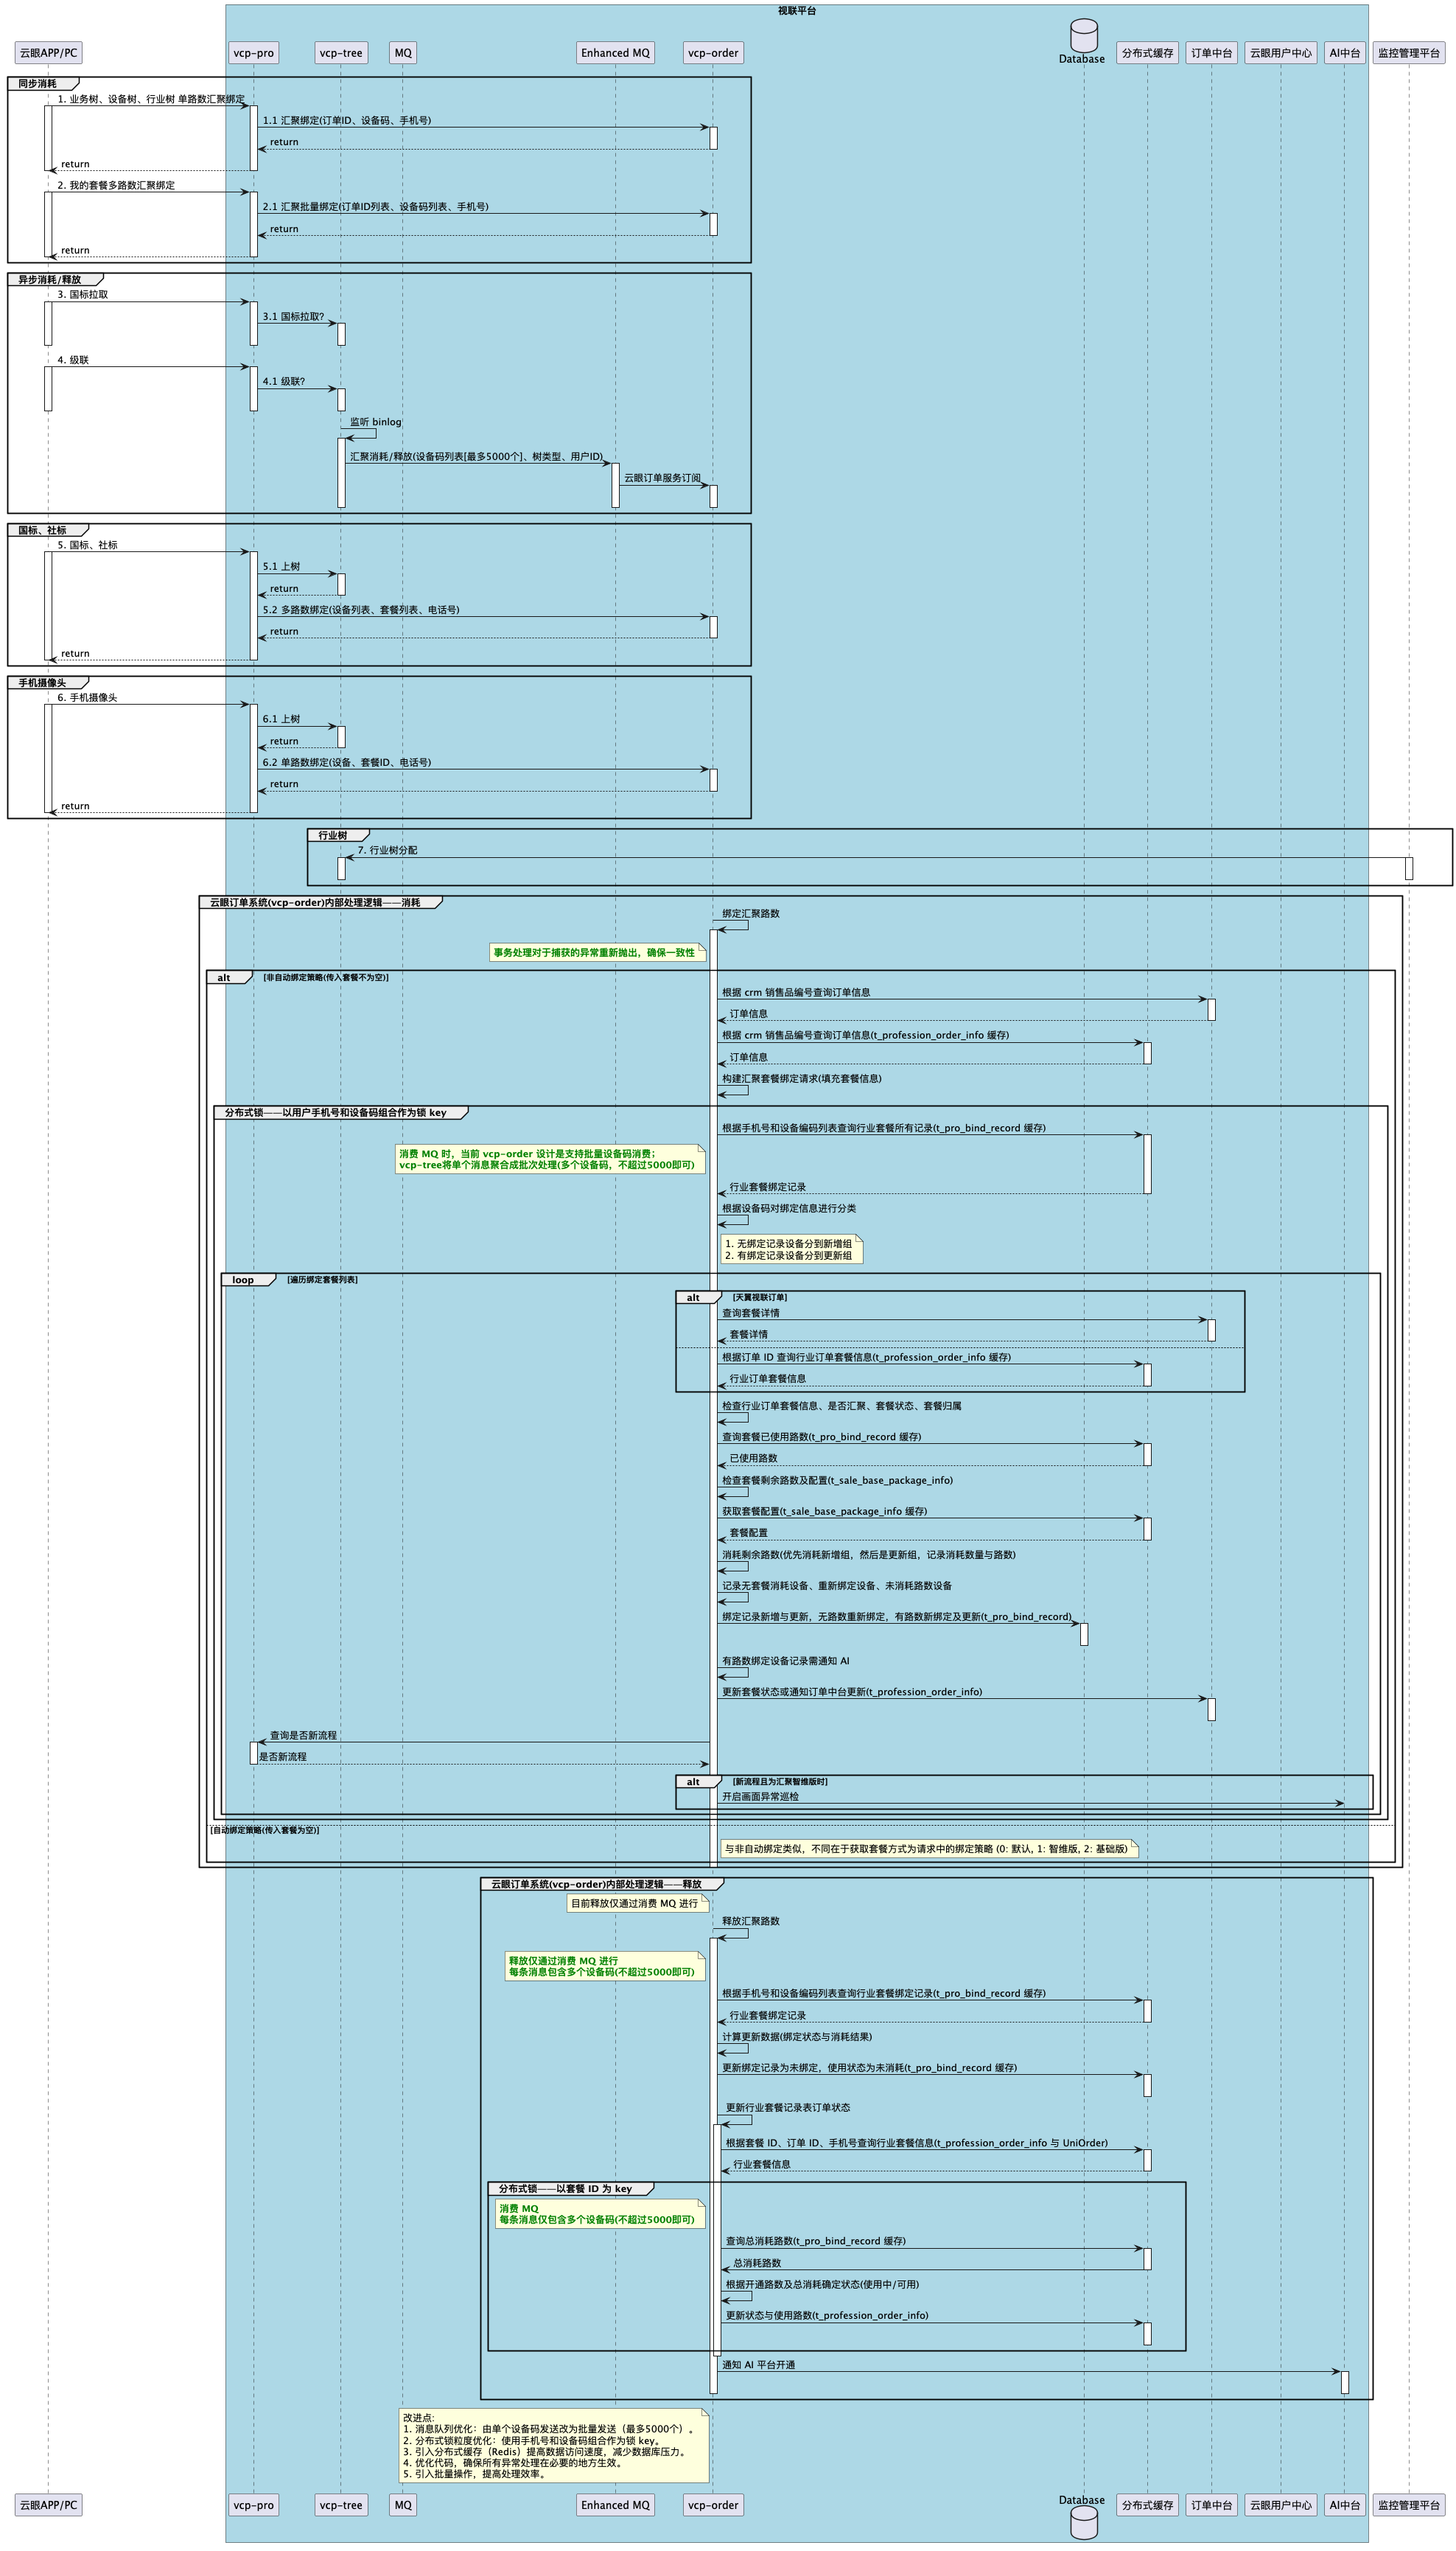 视联平台
云眼APP/PC
vcp-pro
vcp-tree
MQ
Enhanced MQ
vcp-order
Database
分布式缓存
订单中台
云眼用户中心
AI中台
监控管理平台
同步消耗
1. 业务树、设备树、行业树 单路数汇聚绑定
1.1 汇聚绑定(订单ID、设备码、手机号)
return
return
2. 我的套餐多路数汇聚绑定
2.1 汇聚批量绑定(订单ID列表、设备码列表、手机号)
return
return
异步消耗/释放
3. 国标拉取
3.1 国标拉取?
4. 级联
4.1 级联?
监听 binlog
汇聚消耗/释放(设备码列表[最多5000个]、树类型、用户ID)
云眼订单服务订阅
国标、社标
5. 国标、社标
5.1 上树
return
5.2 多路数绑定(设备列表、套餐列表、电话号)
return
return
手机摄像头
6. 手机摄像头
6.1 上树
return
6.2 单路数绑定(设备、套餐ID、电话号)
return
return
行业树
7. 行业树分配
云眼订单系统(vcp-order)内部处理逻辑——消耗
绑定汇聚路数
事务处理对于捕获的异常重新抛出，确保一致性
alt [非自动绑定策略(传入套餐不为空)]
根据 crm 销售品编号查询订单信息
订单信息
根据 crm 销售品编号查询订单信息(t_profession_order_info 缓存)
订单信息
构建汇聚套餐绑定请求(填充套餐信息)
分布式锁——以用户手机号和设备码组合作为锁 key
根据手机号和设备编码列表查询行业套餐所有记录(t_pro_bind_record 缓存)
消费 MQ 时，当前 vcp-order 设计是支持批量设备码消费；
vcp-tree将单个消息聚合成批次处理(多个设备码，不超过5000即可)
行业套餐绑定记录
根据设备码对绑定信息进行分类
1. 无绑定记录设备分到新增组
2. 有绑定记录设备分到更新组
loop [遍历绑定套餐列表]
alt [天翼视联订单]
查询套餐详情
套餐详情
根据订单 ID 查询行业订单套餐信息(t_profession_order_info 缓存)
行业订单套餐信息
检查行业订单套餐信息、是否汇聚、套餐状态、套餐归属
查询套餐已使用路数(t_pro_bind_record 缓存)
已使用路数
检查套餐剩余路数及配置(t_sale_base_package_info)
获取套餐配置(t_sale_base_package_info 缓存)
套餐配置
消耗剩余路数(优先消耗新增组，然后是更新组，记录消耗数量与路数)
记录无套餐消耗设备、重新绑定设备、未消耗路数设备
绑定记录新增与更新，无路数重新绑定，有路数新绑定及更新(t_pro_bind_record)
有路数绑定设备记录需通知 AI
更新套餐状态或通知订单中台更新(t_profession_order_info)
查询是否新流程
是否新流程
alt [新流程且为汇聚智维版时]
开启画面异常巡检
[自动绑定策略(传入套餐为空)]
与非自动绑定类似，不同在于获取套餐方式为请求中的绑定策略 (0: 默认, 1: 智维版, 2: 基础版)
云眼订单系统(vcp-order)内部处理逻辑——释放
目前释放仅通过消费 MQ 进行
释放汇聚路数
释放仅通过消费 MQ 进行
每条消息包含多个设备码(不超过5000即可)
根据手机号和设备编码列表查询行业套餐绑定记录(t_pro_bind_record 缓存)
行业套餐绑定记录
计算更新数据(绑定状态与消耗结果)
更新绑定记录为未绑定，使用状态为未消耗(t_pro_bind_record 缓存)
更新行业套餐记录表订单状态
根据套餐 ID、订单 ID、手机号查询行业套餐信息(t_profession_order_info 与 UniOrder)
行业套餐信息
分布式锁——以套餐 ID 为 key
消费 MQ
每条消息仅包含多个设备码(不超过5000即可)
查询总消耗路数(t_pro_bind_record 缓存)
总消耗路数
根据开通路数及总消耗确定状态(使用中/可用)
更新状态与使用路数(t_profession_order_info)
通知 AI 平台开通
改进点:
1. 消息队列优化：由单个设备码发送改为批量发送（最多5000个）。
2. 分布式锁粒度优化：使用手机号和设备码组合作为锁 key。
3. 引入分布式缓存（Redis）提高数据访问速度，减少数据库压力。
4. 优化代码，确保所有异常处理在必要的地方生效。
5. 引入批量操作，提高处理效率。
云眼APP/PC
vcp-pro
vcp-tree
MQ
Enhanced MQ
vcp-order
Database
分布式缓存
订单中台
云眼用户中心
AI中台
监控管理平台